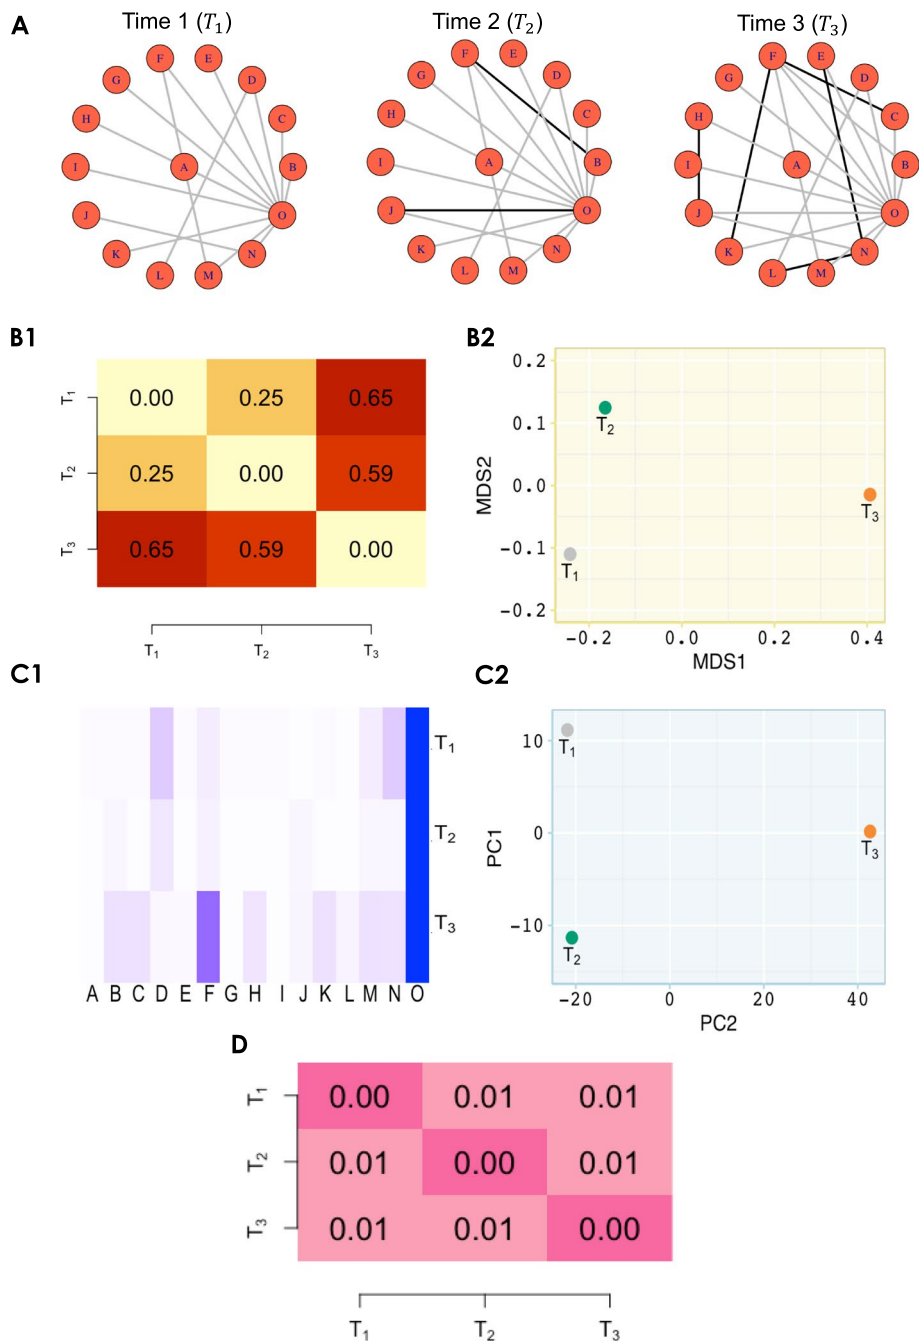 A
Time 1 (T₁)
Time 2 (T₂)
Time 3 (T₃)
F E D G C H A B I O J N K L M
F E D G C H A B I O J N K L M
F E D G C H A B I O J N K L M
B1
T₁ 0.00 0.25 0.65
T₂ 0.25 0.00 0.59
T₃ 0.65 0.59 0.00
T₁ T₂ T₃
B2
0.2
0.1
0.0
-0.1
-0.2
MDS2
T₂
T₃
T₁
-0.2 0.0 0.2 0.4
MDS1
C1
T₁
T₂
T₃
A B C D E F G H I J K L M N O
C2
10
0
-10
PC1
T₁
T₃
T₂
-20 0 20 40
PC2
D
T₁ 0.00 0.01 0.01
T₂ 0.01 0.00 0.01
T₃ 0.01 0.01 0.00
T₁ T₂ T₃